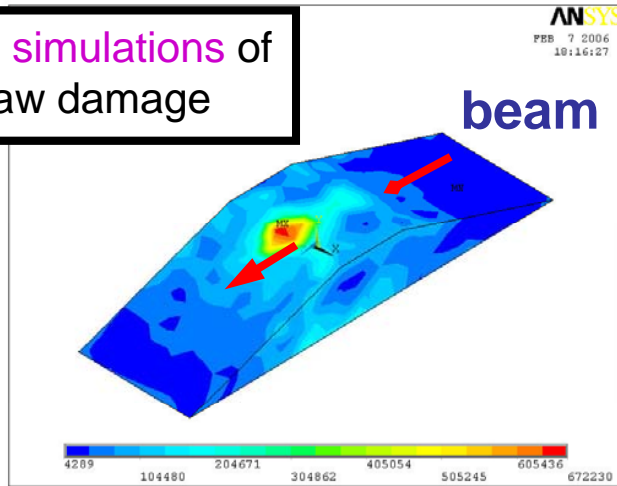 simulations of
aw damage
ANSYS
FEB 7 2006
18:16:27
beam
MX
X
4289 204671 405054 605436
104480 304862 505245 672230